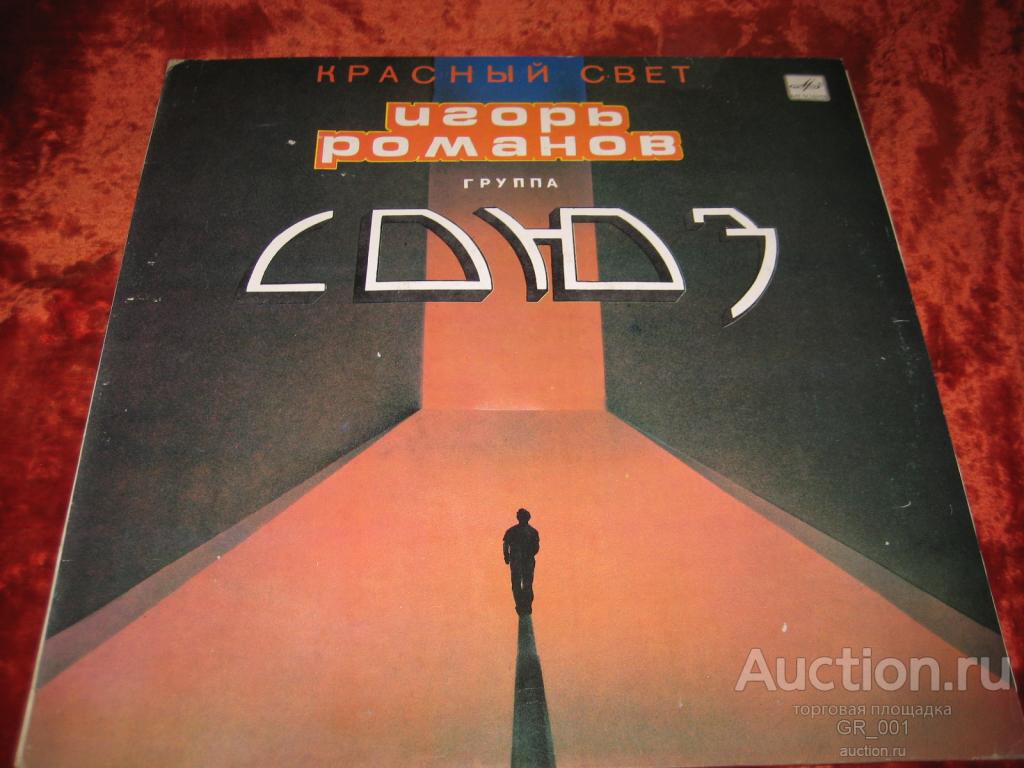 КРАСНЫЙ СВЕТ
игорь
романов
ГРУППА
СОЮЗ
Auction.ru
торговая площадка
GR_001
auction.ru